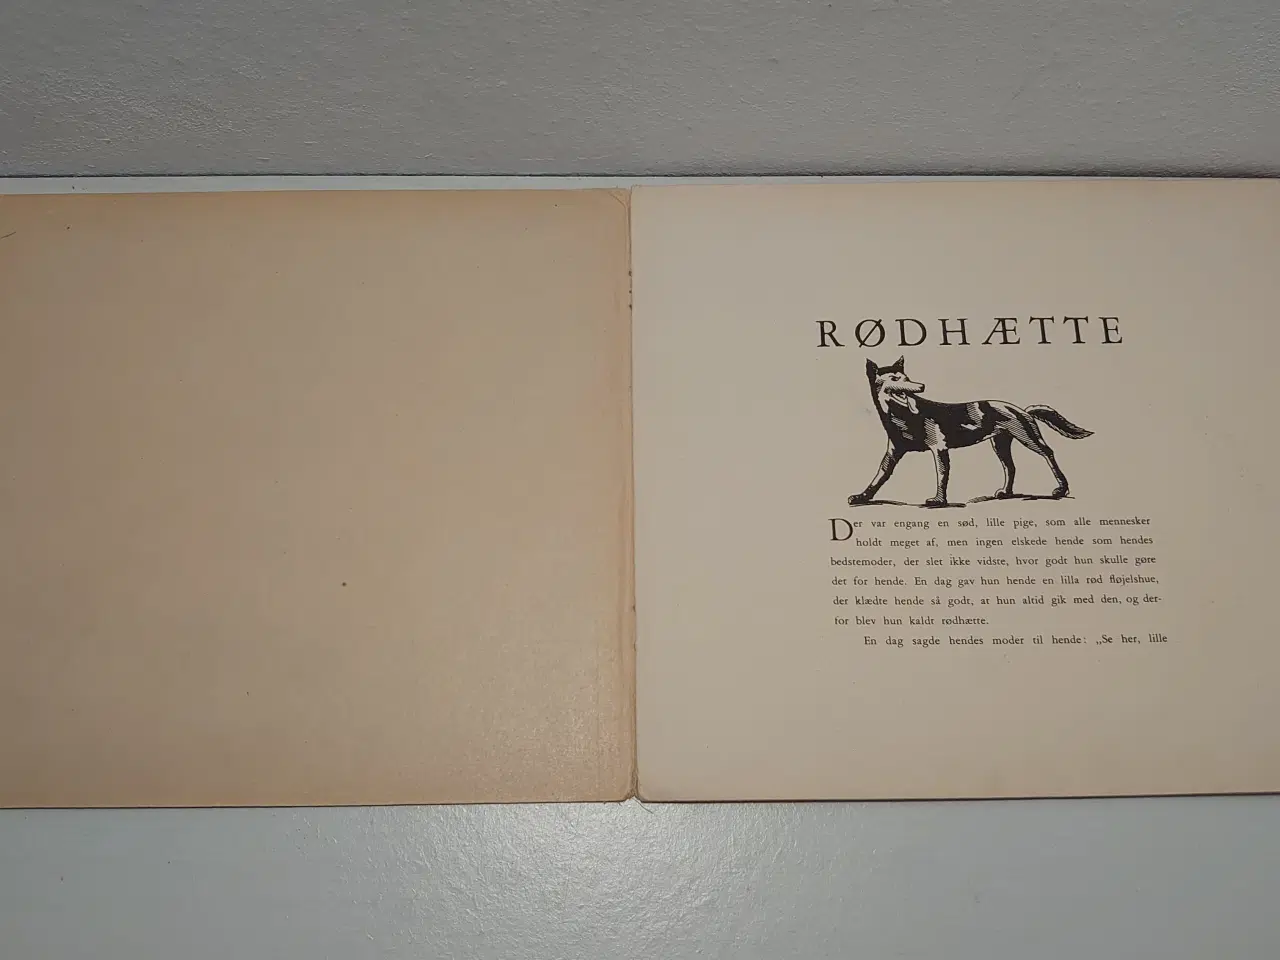 RØDHÆTTE
Der var engang en sød, lille pige, som alle mennesker
holdt meget af, men ingen elskede hende som hendes
bedstemoder, der slet ikke vidste, hvor godt hun skulle gøre
det for hende. En dag gav hun hende en lilla rød fløjelshue,
der klædte hende så godt, at hun altid gik med den, og der-
for blev hun kaldt rødhætte.
En dag sagde hendes moder til hende: „Se her, lille